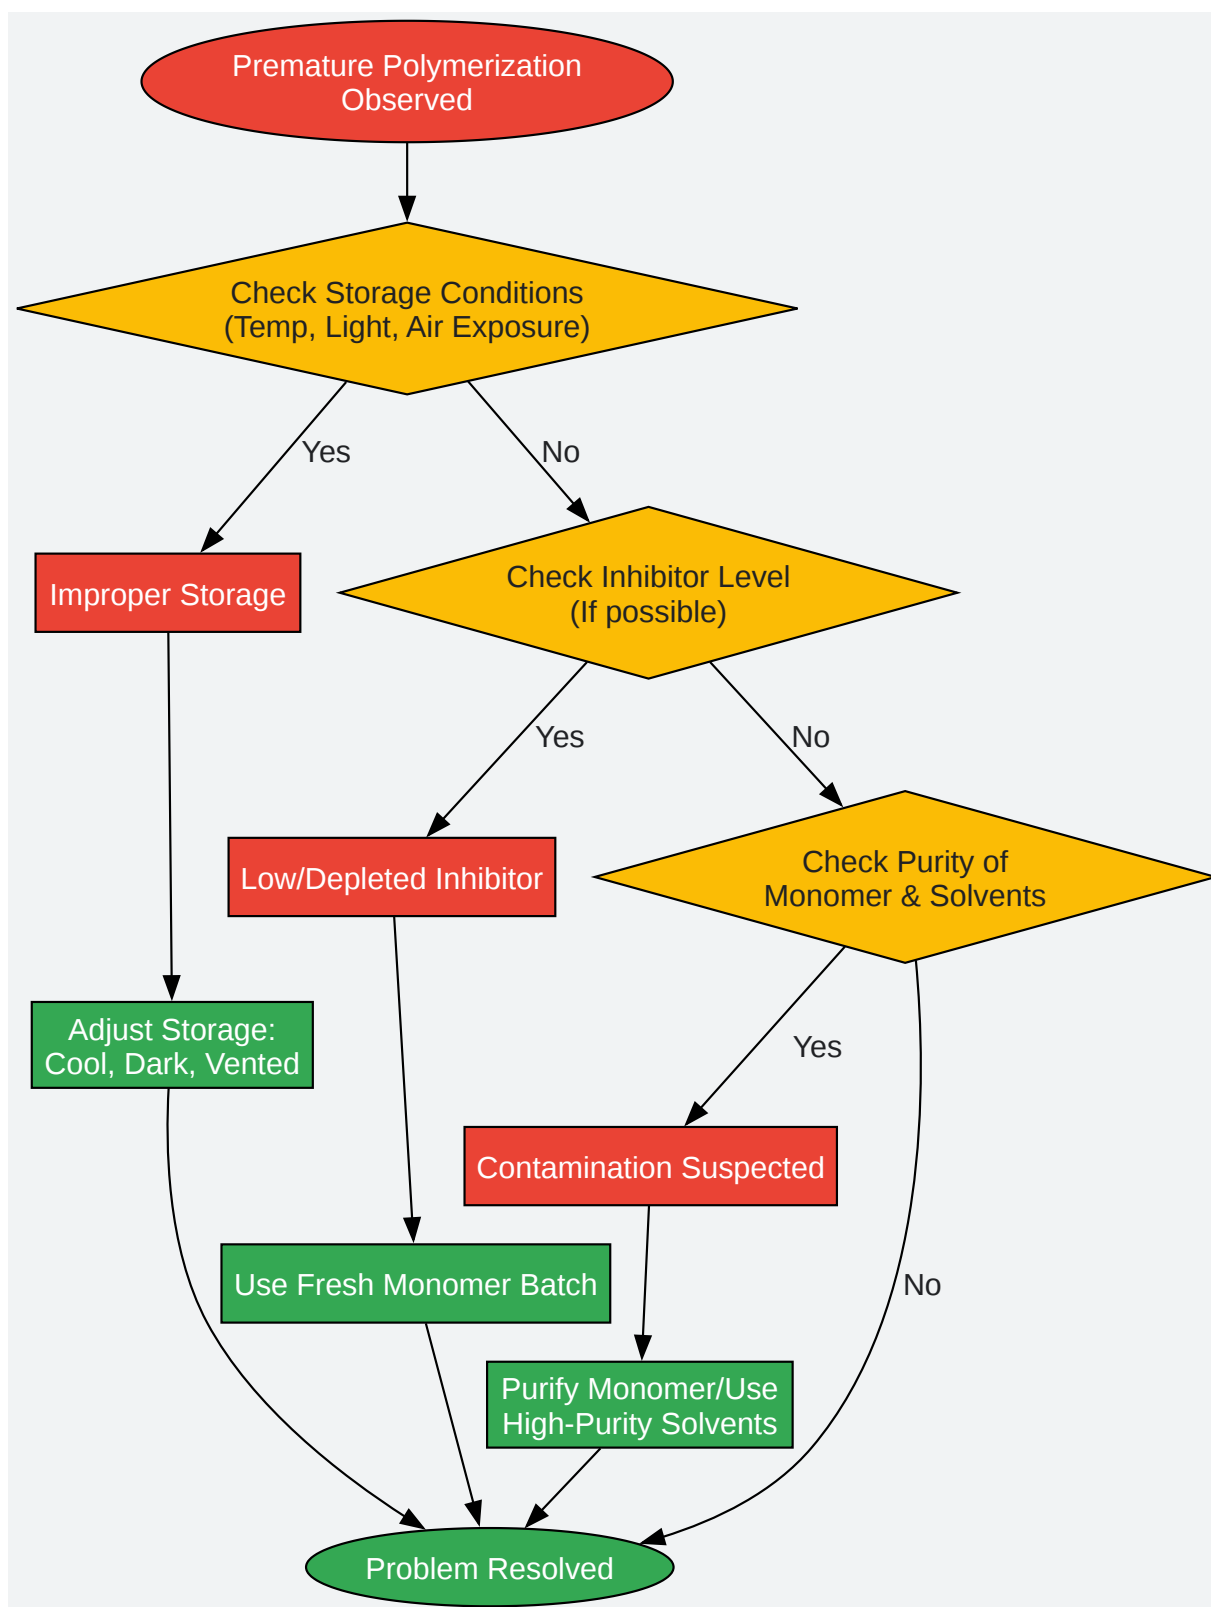 Premature Polymerization
Observed
Check Storage Conditions
(Temp, Light, Air Exposure)
Yes
No
Improper Storage
Check Inhibitor Level
(If possible)
Yes
No
Low/Depleted Inhibitor
Check Purity of
Monomer & Solvents
Adjust Storage:
Cool, Dark, Vented
Yes
Contamination Suspected
Use Fresh Monomer Batch
No
Purify Monomer/Use
High-Purity Solvents
Problem Resolved